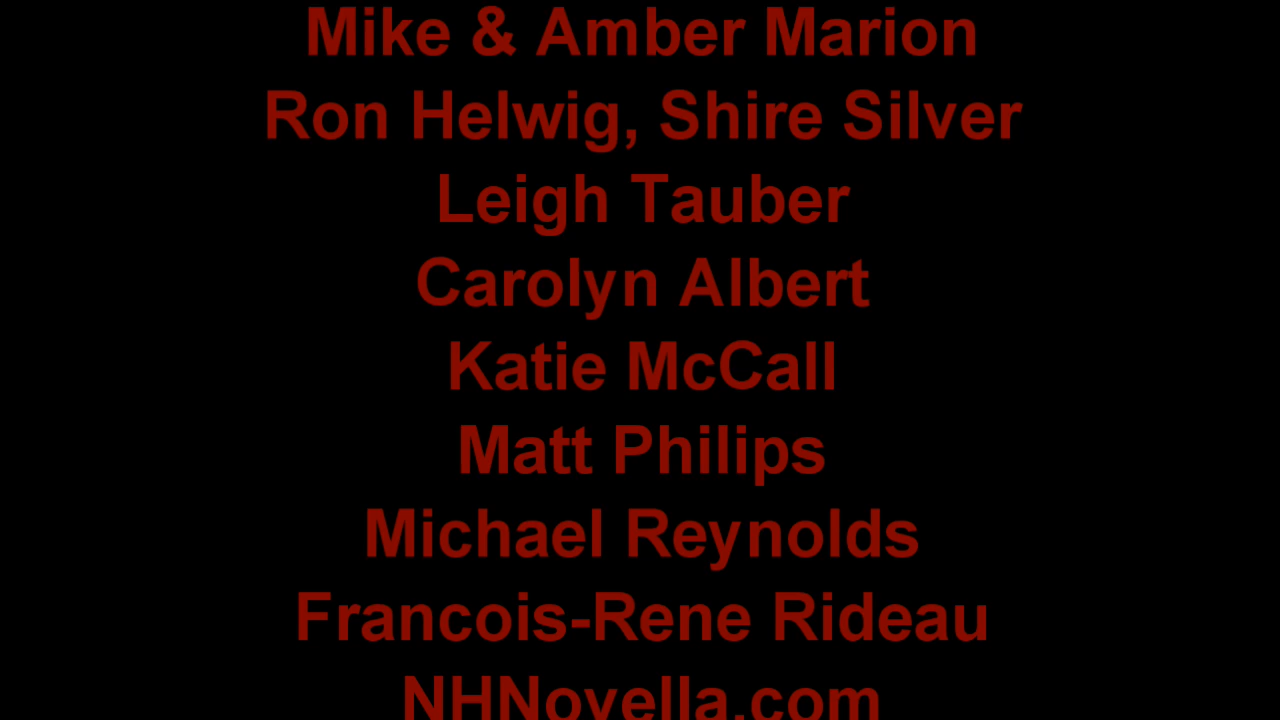 Mike & Amber Marion
Ron Helwig, Shire Silver
Leigh Tauber
Carolyn Albert
Katie McCall
Matt Philips
Michael Reynolds
Francois-Rene Rideau
NHNovella.com